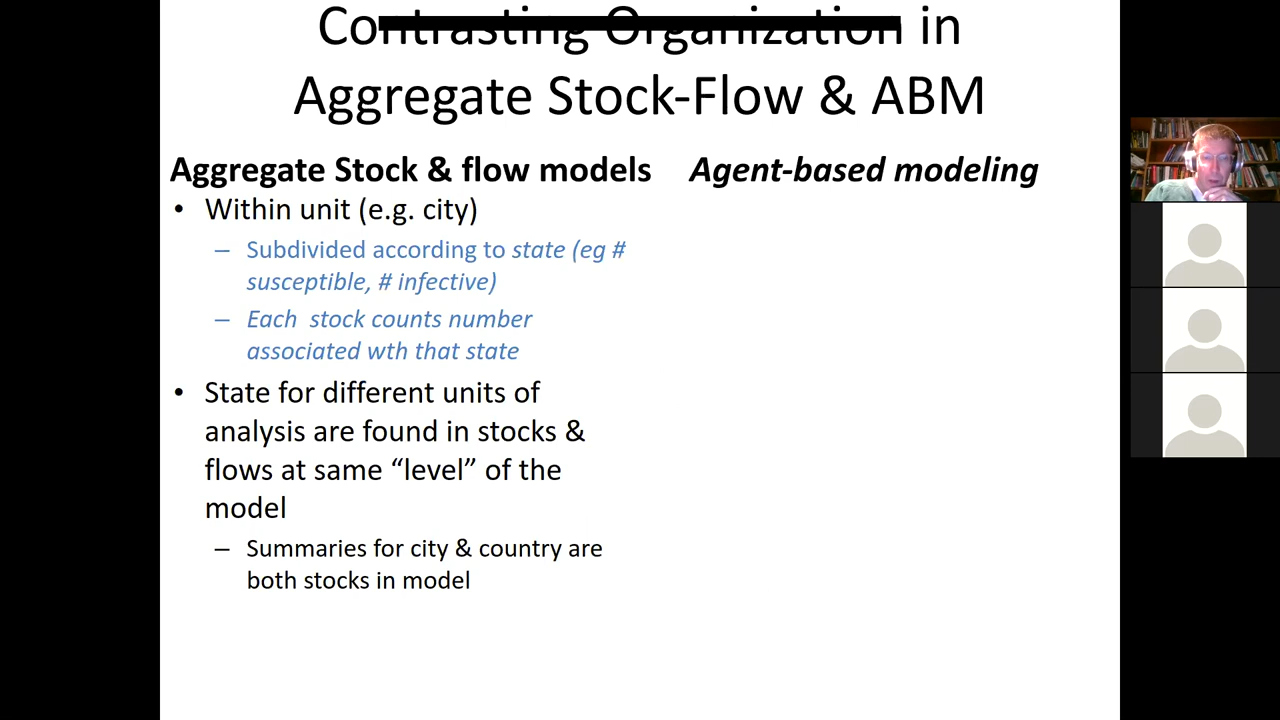 Contrasting Organization in
Aggregate Stock-Flow & ABM
Aggregate Stock & flow models
• Within unit (e.g. city)
– Subdivided according to state (eg #
susceptible, # infective)
– Each stock counts number
associated wth that state
• State for different units of
analysis are found in stocks &
flows at same “level” of the
model
– Summaries for city & country are
both stocks in model
Agent-based modeling